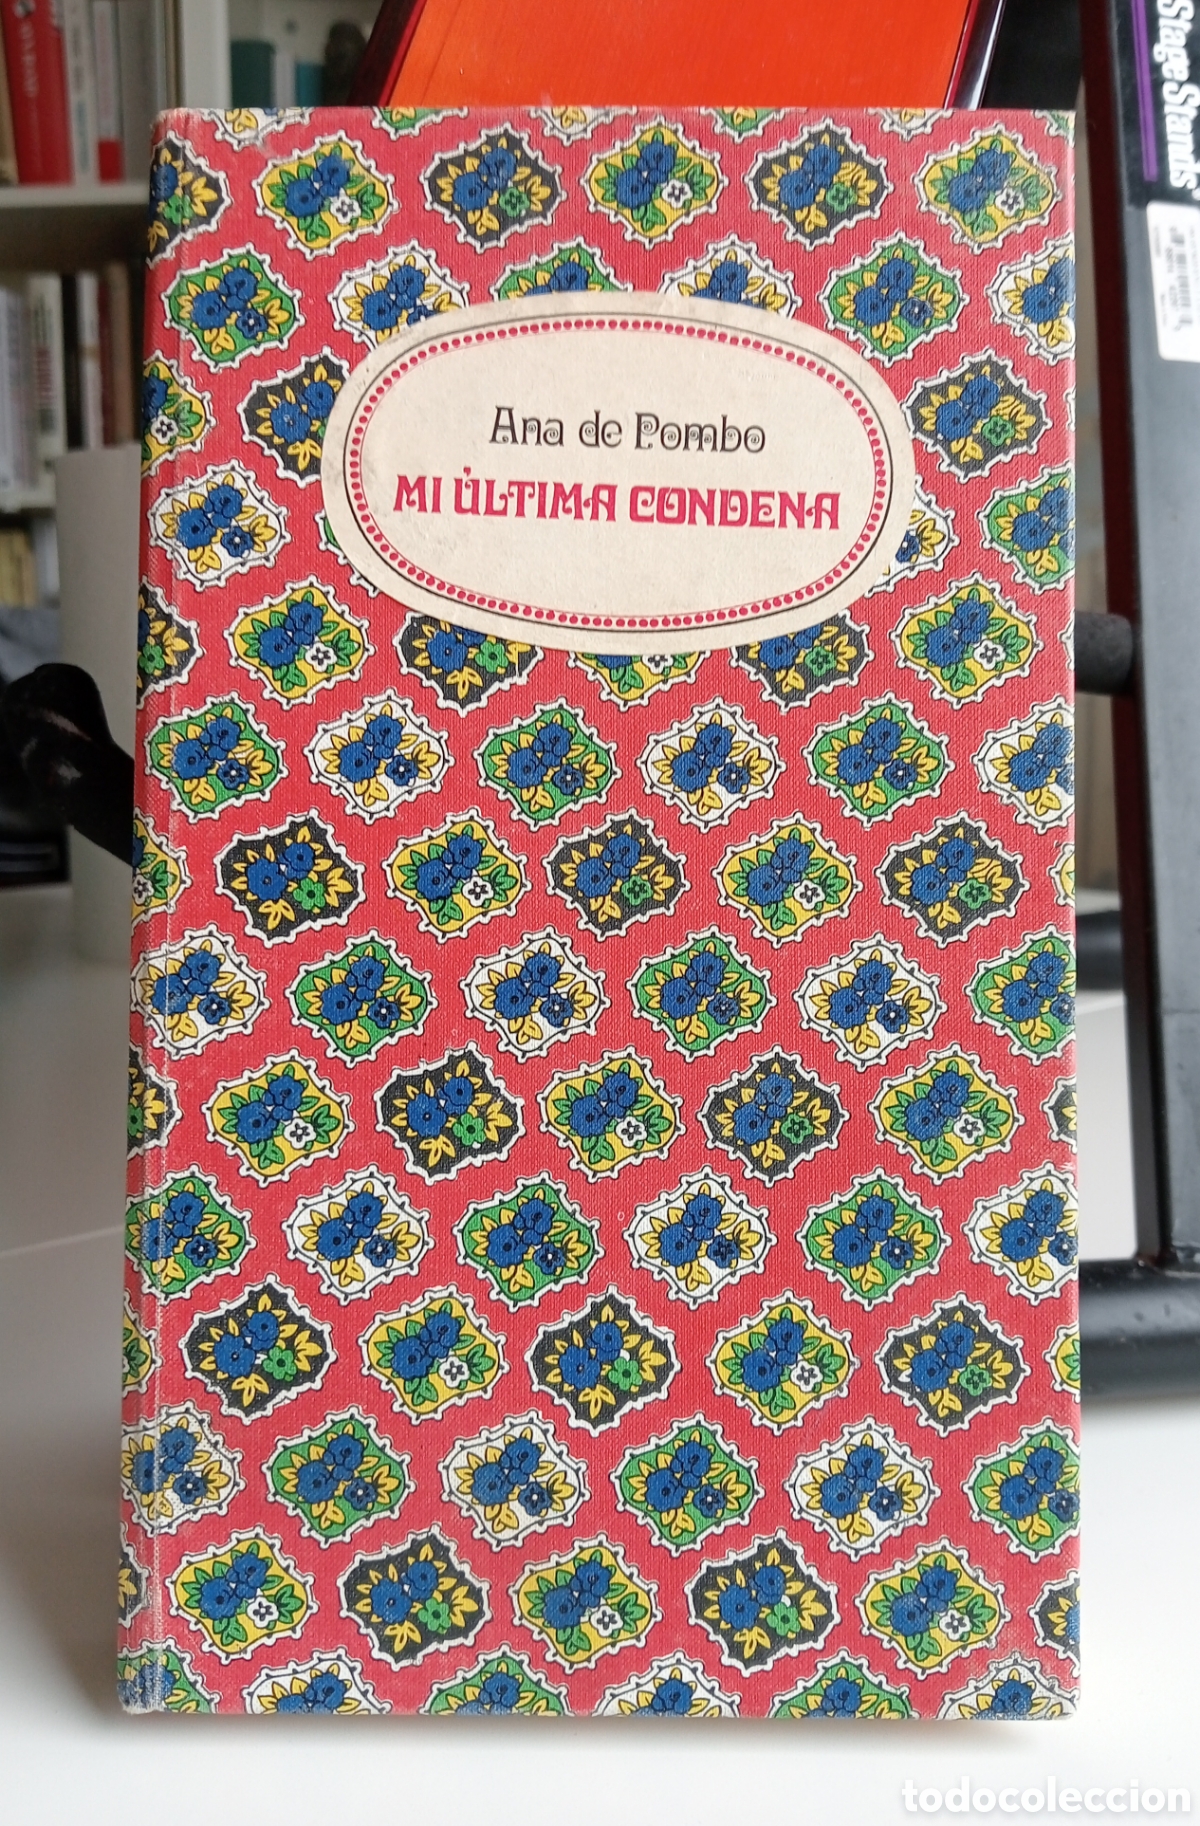 Stage Stands
Ana de Pombo
MI ÚLTIMA CONDENA
todocoleccion